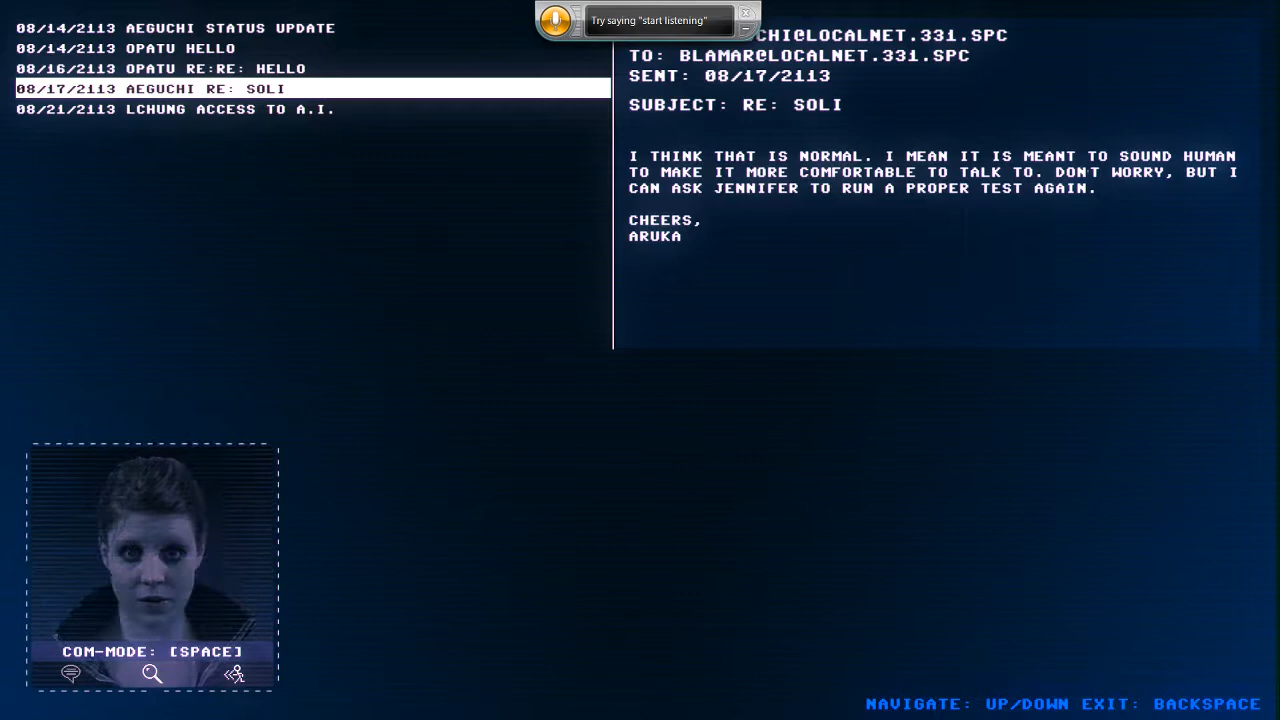 Try saying "start listening"
08/14/2113 AEGUCHI STATUS UPDATE
08/14/2113 OPATU HELLO
08/16/2113 OPATU RE:RE: HELLO
08/17/2113 AEGUCHI RE: SOLI
08/21/2113 LCHUNG ACCESS TO A.I.
CHI@LOCALNET.331.SPC
TO: BLAMAR@LOCALNET.331.SPC
SENT: 08/17/2113
SUBJECT: RE: SOLI
I THINK THAT IS NORMAL. I MEAN IT IS MEANT TO SOUND HUMAN
TO MAKE IT MORE COMFORTABLE TO TALK TO. DON'T WORRY, BUT I
CAN ASK JENNIFER TO RUN A PROPER TEST AGAIN.
CHEERS,
ARUKA
COM-MODE: [SPACE]
NAVIGATE: UP/DOWN EXIT: BACKSPACE